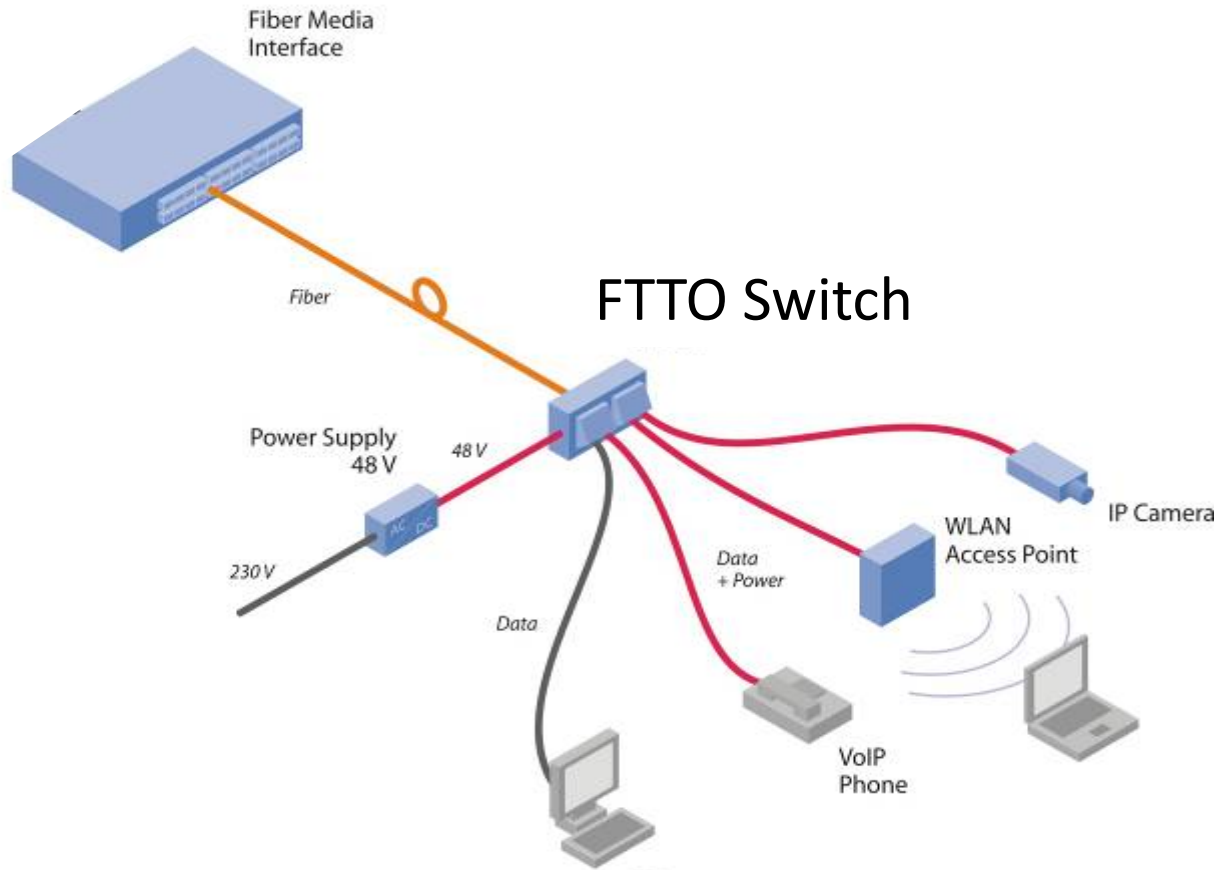 Fiber Media
Interface
Fiber
FTTO Switch
Power Supply
48 V
48 V
AC
DC
230 V
Data
Data
+ Power
WLAN
Access Point
IP Camera
VoIP
Phone